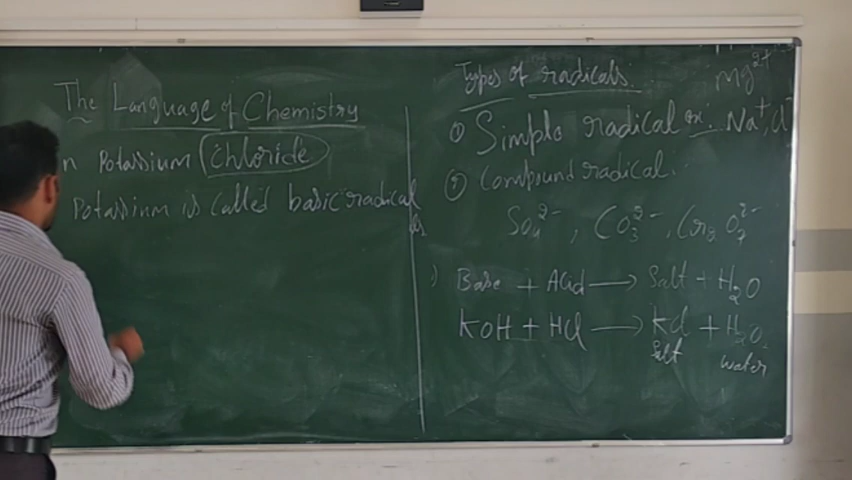 The Language of Chemistry
n Potassium Chloride
Potassium is called basic radical
as
Types of radicals.
Mg²⁺
① Simple radical ex:. Na⁺, Cl⁻
② Compound radical.
SO₄²⁻, CO₃²⁻, Cr₂O₇²⁻
Base + Acid → Salt + H₂O
KOH + HCl → KCl + H₂O.
Salt water